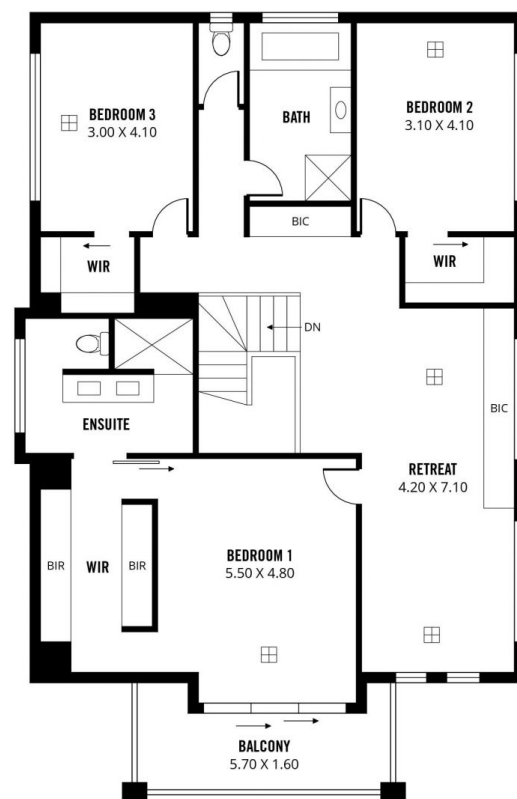 BEDROOM 3
3.00 X 4.10
BATH
BEDROOM 2
3.10 X 4.10
BIC
WIR
WIR
DN
ENSUITE
BIC
RETREAT
4.20 X 7.10
BIR
WIR
BIR
BEDROOM 1
5.50 X 4.80
BALCONY
5.70 X 1.60